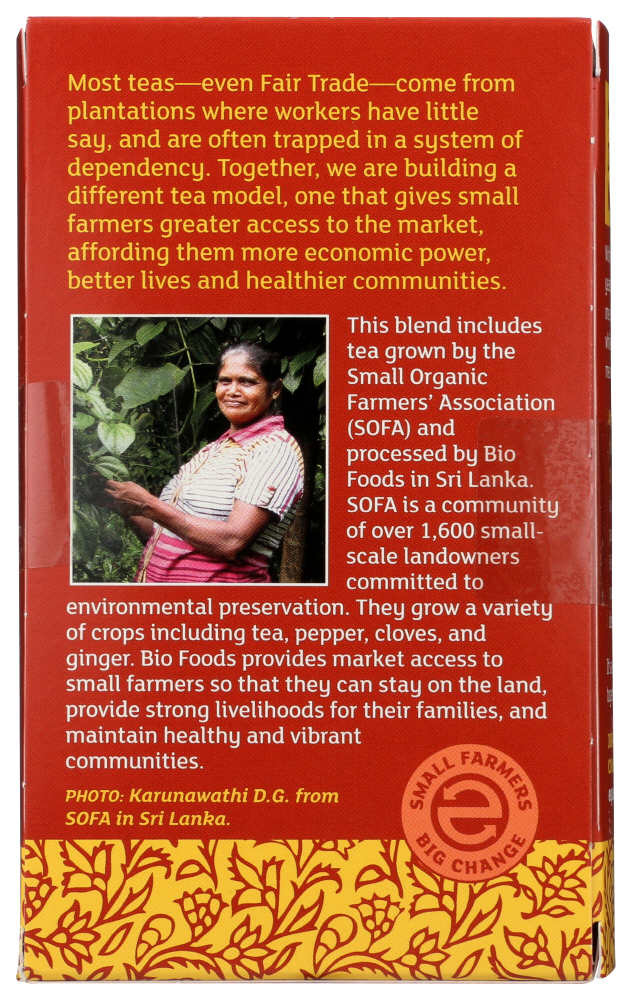 Most teas—even Fair Trade—come from
plantations where workers have little
say, and are often trapped in a system of
dependency. Together, we are building a
different tea model, one that gives small
farmers greater access to the market,
affording them more economic power,
better lives and healthier communities.
This blend includes
tea grown by the
Small Organic
Farmers' Association
(SOFA) and
processed by Bio
Foods in Sri Lanka.
SOFA is a community
of over 1,600 small-
scale landowners
committed to
environmental preservation. They grow a variety
of crops including tea, pepper, cloves, and
ginger. Bio Foods provides market access to
small farmers so that they can stay on the land,
provide strong livelihoods for their families, and
maintain healthy and vibrant
communities.
PHOTO: Karunawathi D.G. from
SOFA in Sri Lanka.
SMALL FARMERS
e
BIG CHANGE